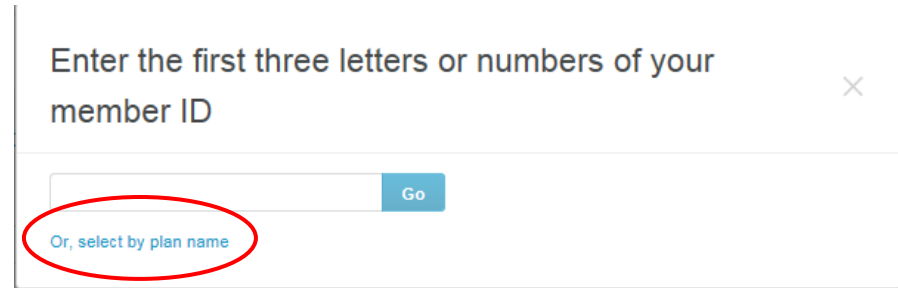 Enter the first three letters or numbers of your
member ID
Go
Or, select by plan name